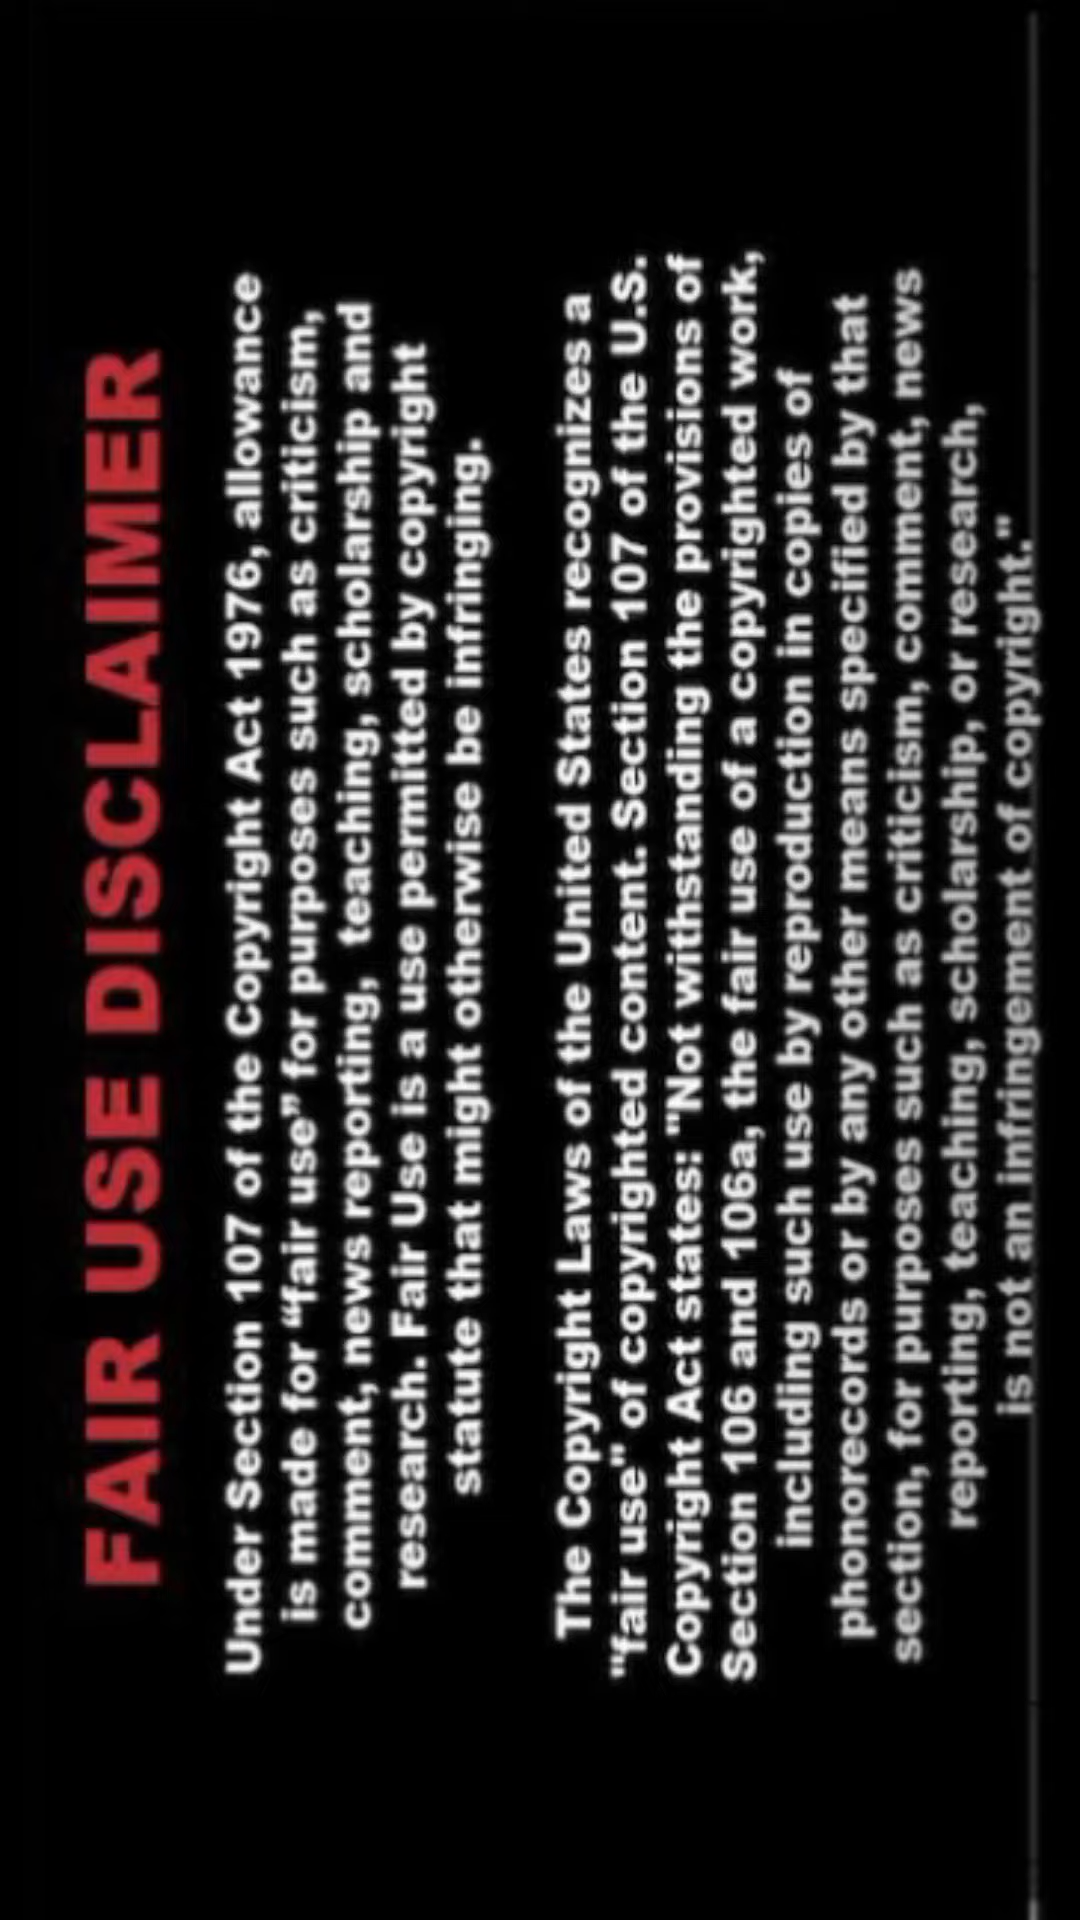 FAIR USE DISCLAIMER
Under Section 107 of the Copyright Act 1976, allowance
is made for “fair use” for purposes such as criticism,
comment, news reporting, teaching, scholarship and
research. Fair Use is a use permitted by copyright
statute that might otherwise be infringing.
The Copyright Laws of the United States recognizes a
"fair use" of copyrighted content. Section 107 of the U.S.
Copyright Act states: "Not withstanding the provisions of
Section 106 and 106a, the fair use of a copyrighted work,
including such use by reproduction in copies of
phonorecords or by any other means specified by that
section, for purposes such as criticism, comment, news
reporting, teaching, scholarship, or research,
is not an infringement of copyright."